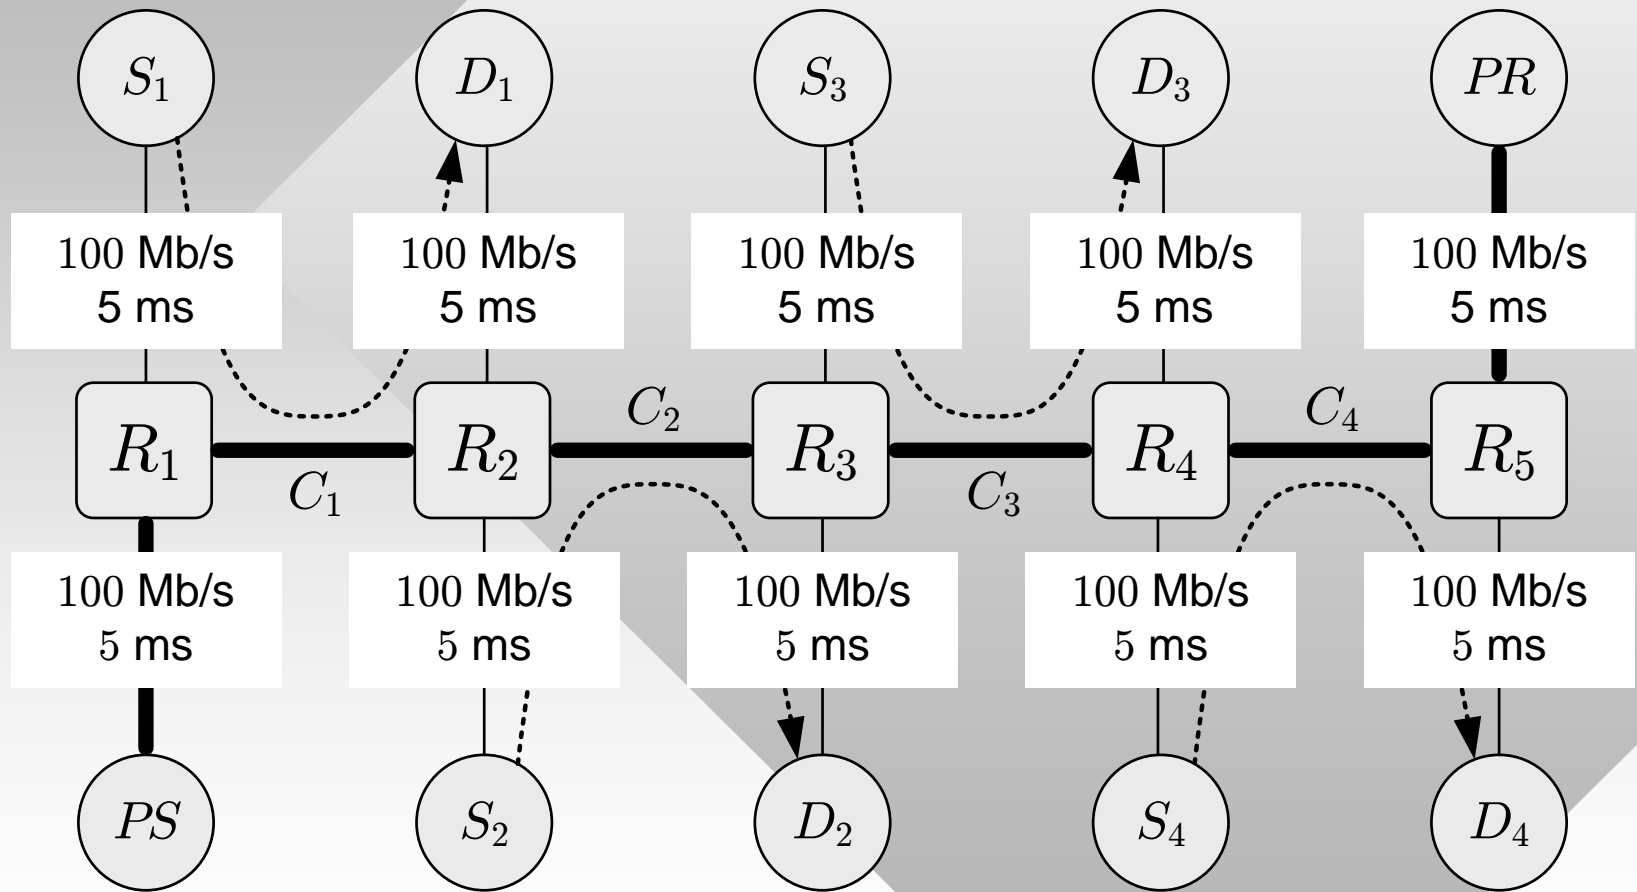 S₁ D₁ S₃ D₃ PR
100 Mb/s 100 Mb/s 100 Mb/s 100 Mb/s 100 Mb/s
5 ms 5 ms 5 ms 5 ms 5 ms
C₂ C₄
R₁ R₂ R₃ R₄ R₅
C₁ C₃
100 Mb/s 100 Mb/s 100 Mb/s 100 Mb/s 100 Mb/s
5 ms 5 ms 5 ms 5 ms 5 ms
PS S₂ D₂ S₄ D₄